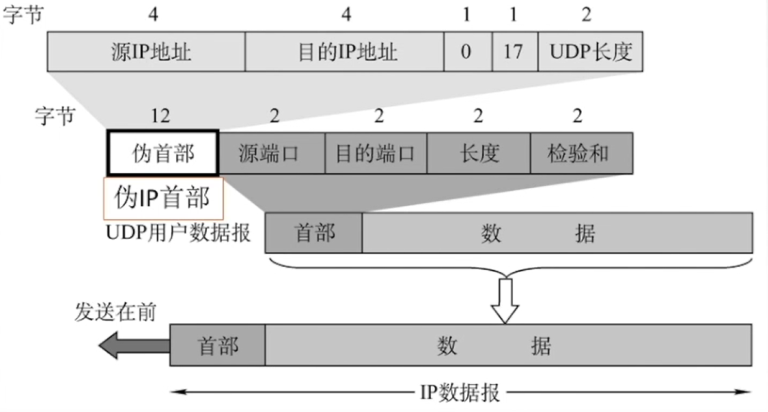 字节 4 4 1 1 2
源IP地址 目的IP地址 0 17 UDP长度
字节 12 2 2 2 2
伪首部 源端口 目的端口 长度 检验和
伪IP首部
UDP用户数据报 首部 数 据
发送在前
首部 数 据
IP数据报